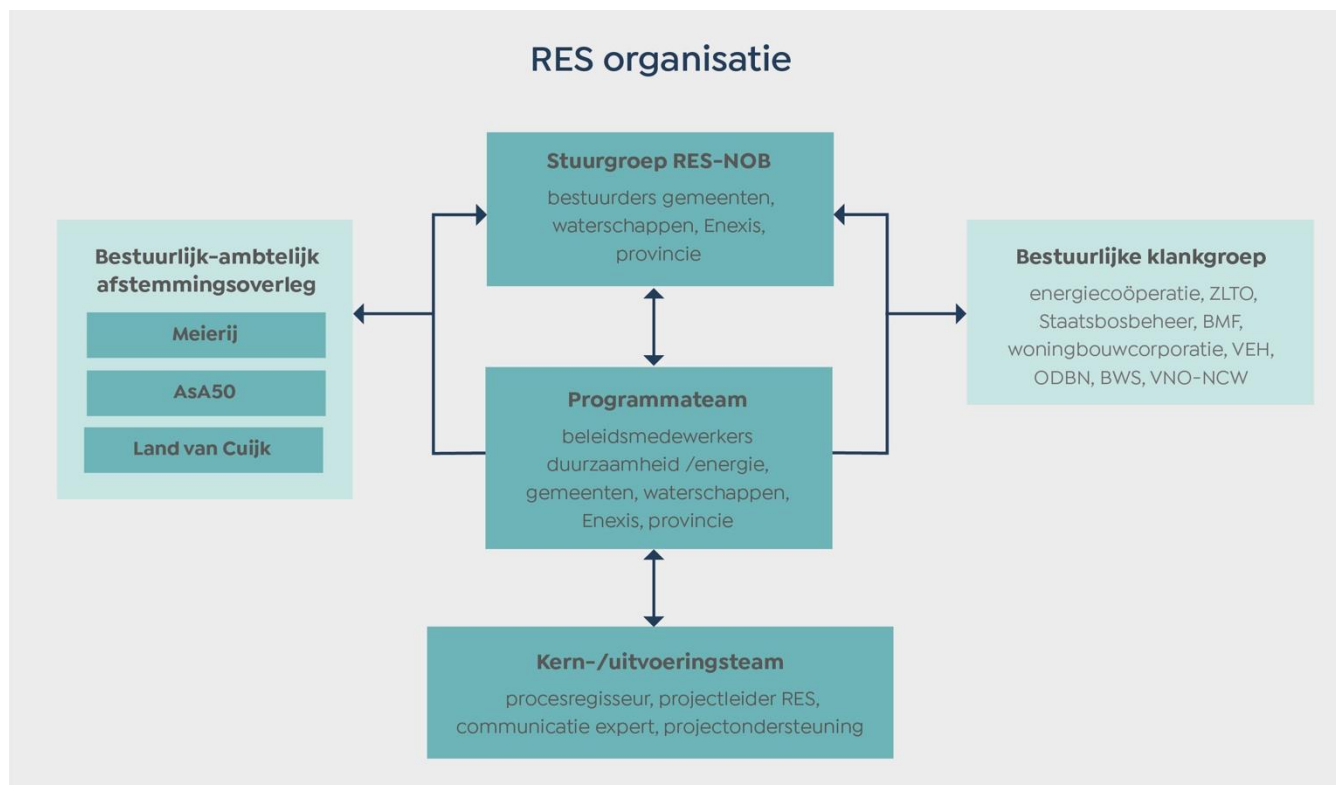 RES organisatie
Stuurgroep RES-NOB
bestuurders gemeenten,
waterschappen, Enexis,
provincie
Bestuurlijk-ambtelijk
afstemmingsoverleg
Meierij
AsA50
Land van Cuijk
Bestuurlijke klankgroep
energiecoöperatie, ZLTO,
Staatsbosbeheer, BMF,
woningbouwcorporatie, VEH,
ODBN, BWS, VNO-NCW
Programmateam
beleidsmedewerkers
duurzaamheid /energie,
gemeenten, waterschappen,
Enexis, provincie
Kern-/uitvoeringsteam
procesregisseur, projectleider RES,
communicatie expert, projectondersteuning